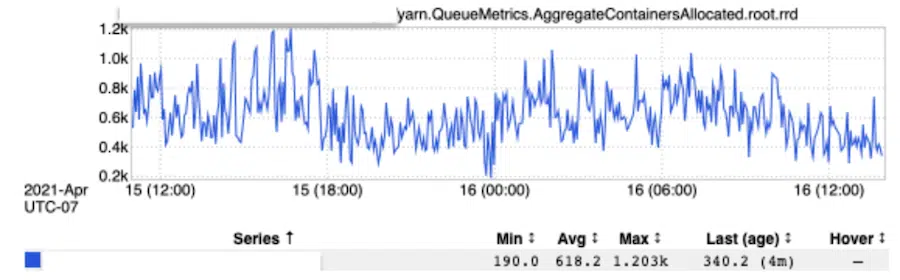 /yarn.QueueMetrics.AggregateContainersAllocated.root.rrd
1.2k
1.0k
0.8k
0.6k
0.4k
0.2k
2021-Apr 15 (12:00) 15 (18:00) 16 (00:00) 16 (06:00) 16 (12:00)
UTC-07
Series ↑ Min ↕ Avg ↕ Max ↕ Last (age) ↕ Hover ↕
190.0 618.2 1.203k 340.2 (4m) —